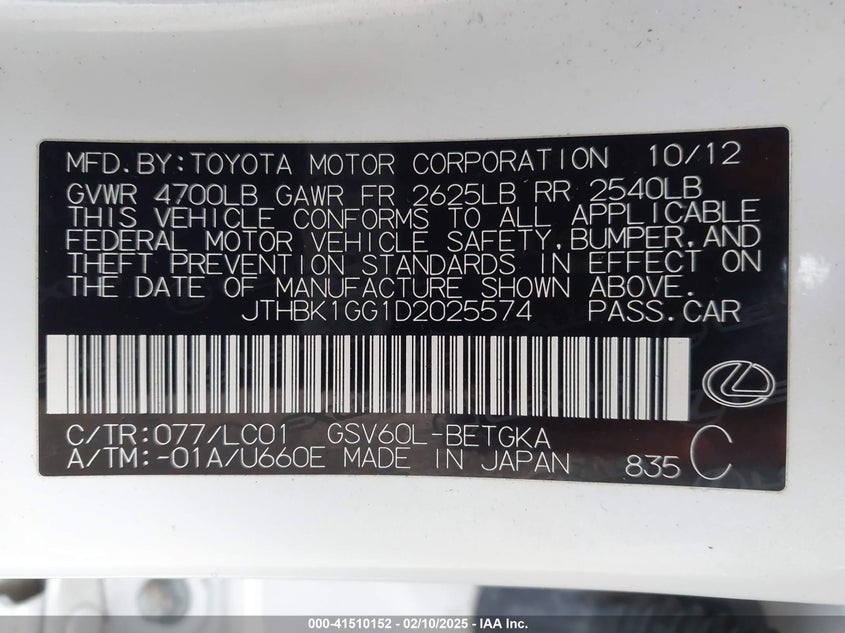 MFD.BY:TOYOTA MOTOR CORPORATION 10/12
GVWR 4700LB GAWR FR 2625LB RR 2540LB
THIS VEHICLE CONFORMS TO ALL APPLICABLE
FEDERAL MOTOR VEHICLE SAFETY,BUMPER,AND
THEFT PREVENTION STANDARDS IN EFFECT ON
THE DATE OF MANUFACTURE SHOWN ABOVE.
JTHBK1GG1D2025574 PASS.CAR
C/TR:077/LC01 GSV60L-BETGKA
A/TM:-01A/U660E MADE IN JAPAN 835 C
000-41510152 - 02/10/2025 - IAA Inc.